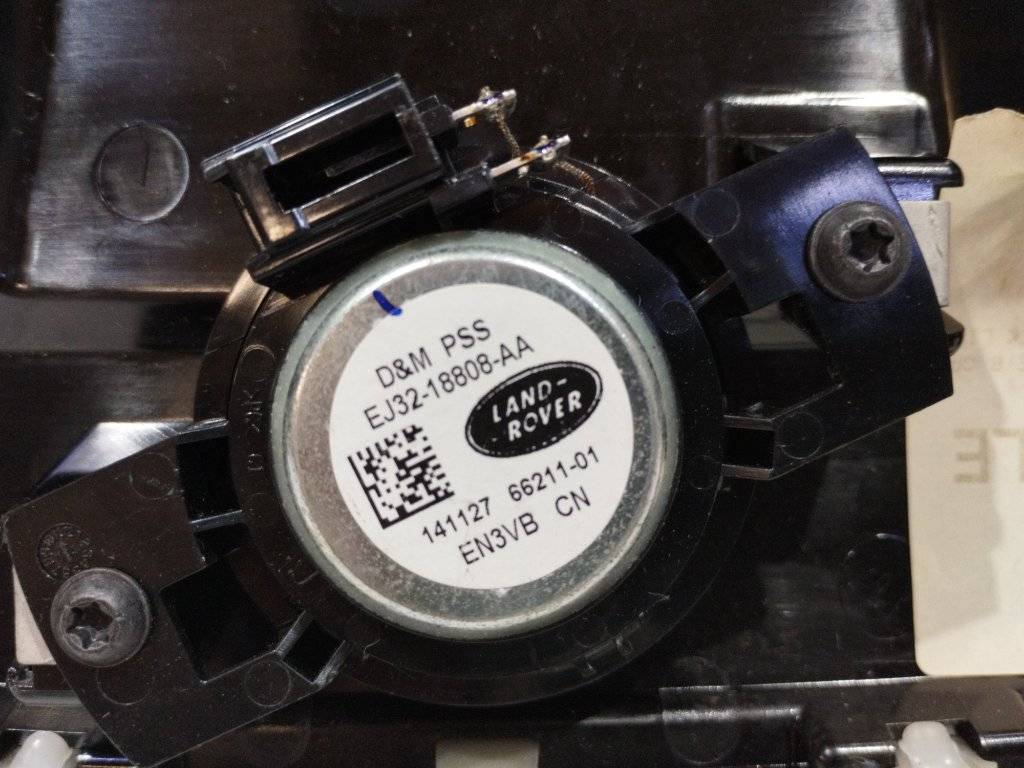 D&M PSS
EJ32-18808-AA
LAND-
ROVER
141127 66211-01
EN3VB CN